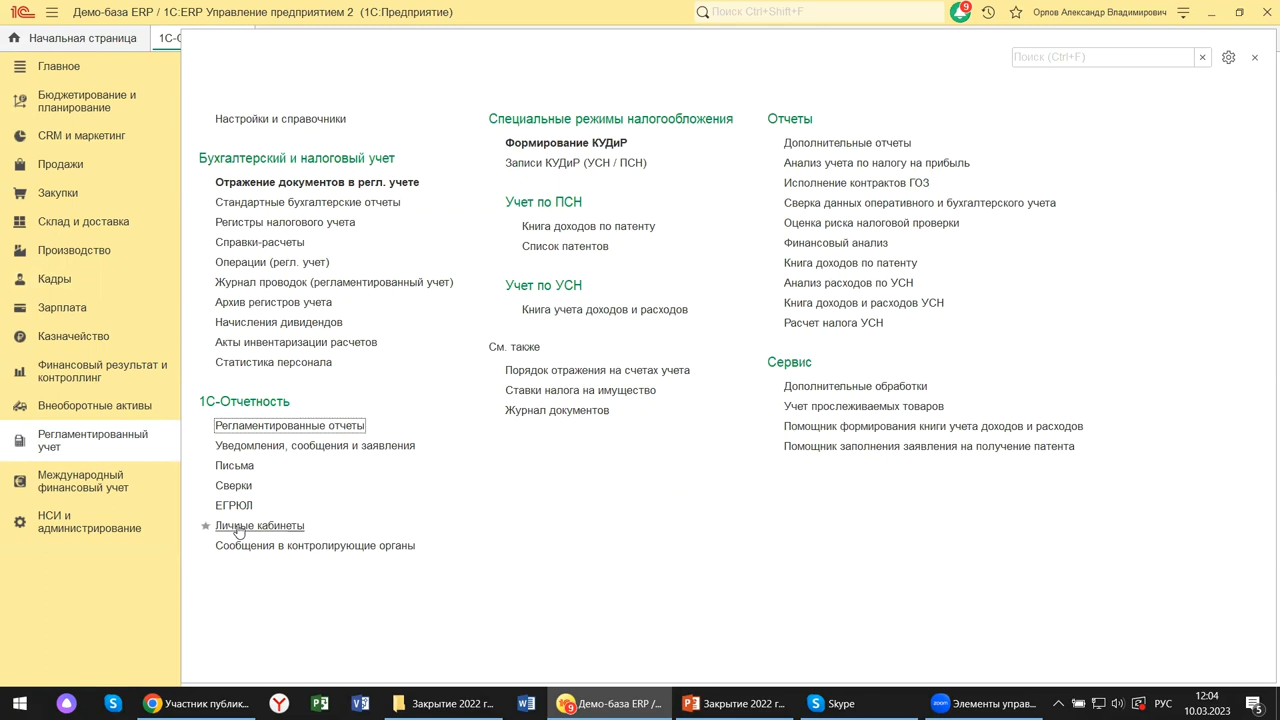 Демо-база ERP / 1С:ERP Управление предприятием 2 (1С:Предприятие)
Поиск Ctrl+Shift+F
9
Орлов Александр Владимирович
Начальная страница
Поиск (Ctrl+F)
Главное
Бюджетирование и
планирование
CRM и маркетинг
Продажи
Закупки
Склад и доставка
Производство
Кадры
Зарплата
Казначейство
Финансовый результат и
контроллинг
Внеоборотные активы
Регламентированный
учет
Международный
финансовый учет
НСИ и
администрирование
Настройки и справочники
Бухгалтерский и налоговый учет
Отражение документов в регл. учете
Стандартные бухгалтерские отчеты
Регистры налогового учета
Справки-расчеты
Операции (регл. учет)
Журнал проводок (регламентированный учет)
Архив регистров учета
Начисления дивидендов
Акты инвентаризации расчетов
Статистика персонала
1С-Отчетность
Регламентированные отчеты
Уведомления, сообщения и заявления
Письма
Сверки
ЕГРЮЛ
Личные кабинеты
Сообщения в контролирующие органы
Специальные режимы налогообложения
Формирование КУДиР
Записи КУДиР (УСН / ПСН)
Учет по ПСН
Книга доходов по патенту
Список патентов
Учет по УСН
Книга учета доходов и расходов
См. также
Порядок отражения на счетах учета
Ставки налога на имущество
Журнал документов
Отчеты
Дополнительные отчеты
Анализ учета по налогу на прибыль
Исполнение контрактов ГОЗ
Сверка данных оперативного и бухгалтерского учета
Оценка риска налоговой проверки
Финансовый анализ
Книга доходов по патенту
Анализ расходов по УСН
Книга доходов и расходов УСН
Расчет налога УСН
Сервис
Дополнительные обработки
Учет прослеживаемых товаров
Помощник формирования книги учета доходов и расходов
Помощник заполнения заявления на получение патента
Участник публик...
Закрытие 2022 г...
Демо-база ERP /...
Закрытие 2022 г...
Skype
Элементы управ...
РУС
12:04
10.03.2023
5